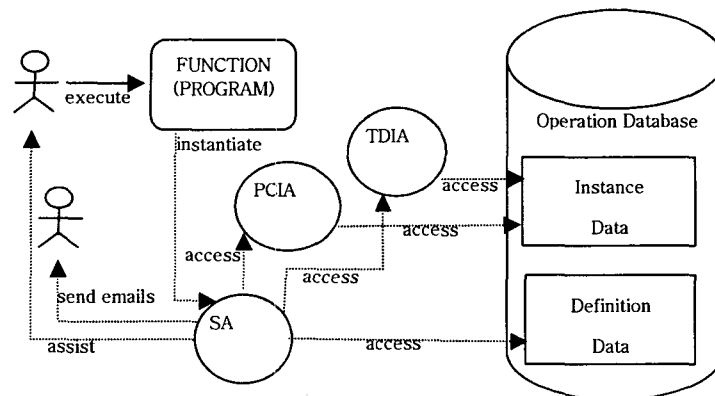 FUNCTION
(PROGRAM)
execute
Operation Database
instantiate
TDIA
access
Instance
Data
PCIA
access
access
access
send emails
SA
Definition
Data
assist
access